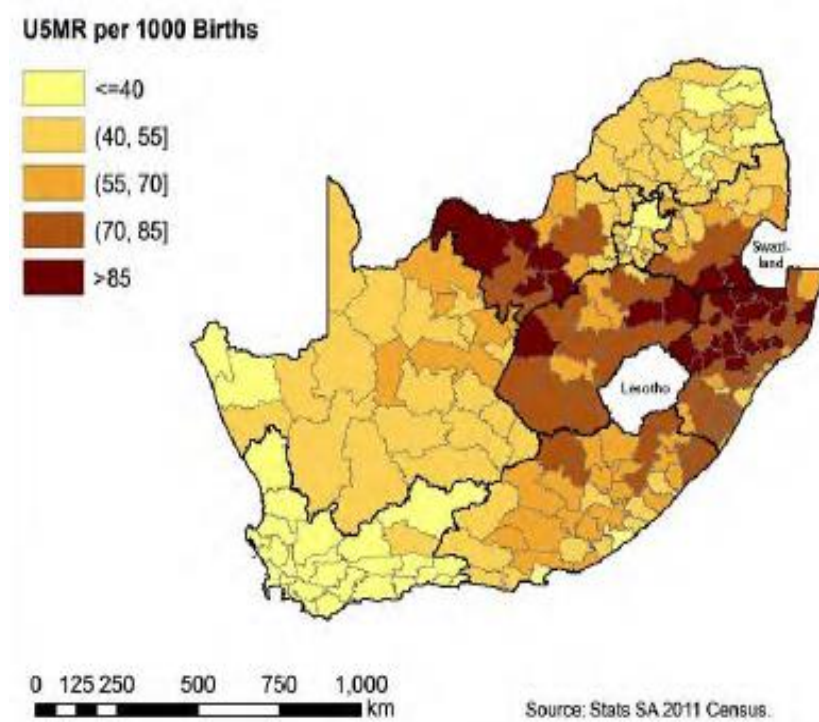 U5MR per 1000 Births
<=40
(40, 55]
(55, 70]
(70, 85]
>85
Swazi-
land
Lesotho
0 125 250 500 750 1,000
km
Source: Stats SA 2011 Census.